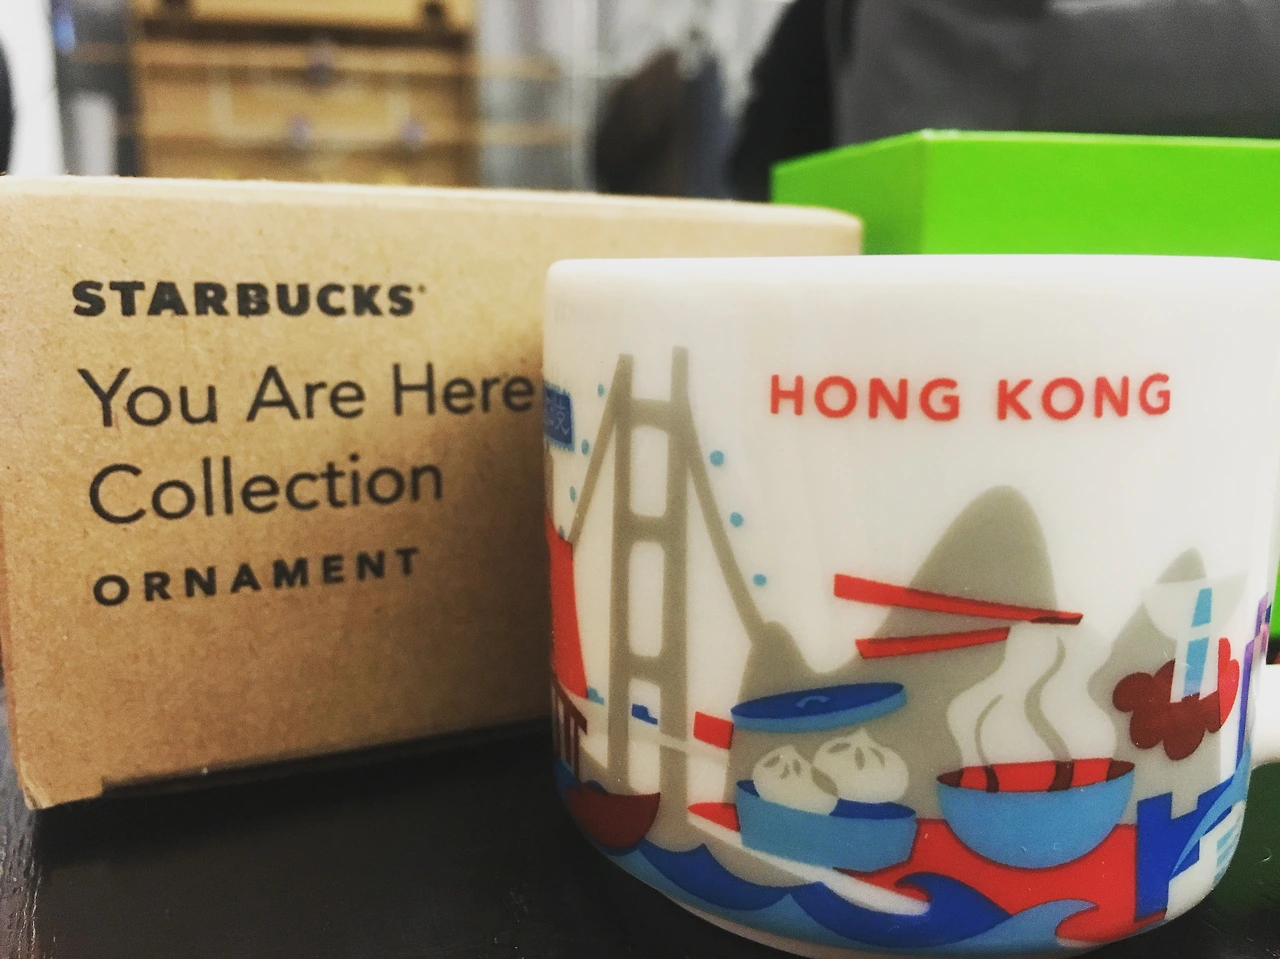 STARBUCKS
You Are Here
Collection
ORNAMENT
HONG KONG